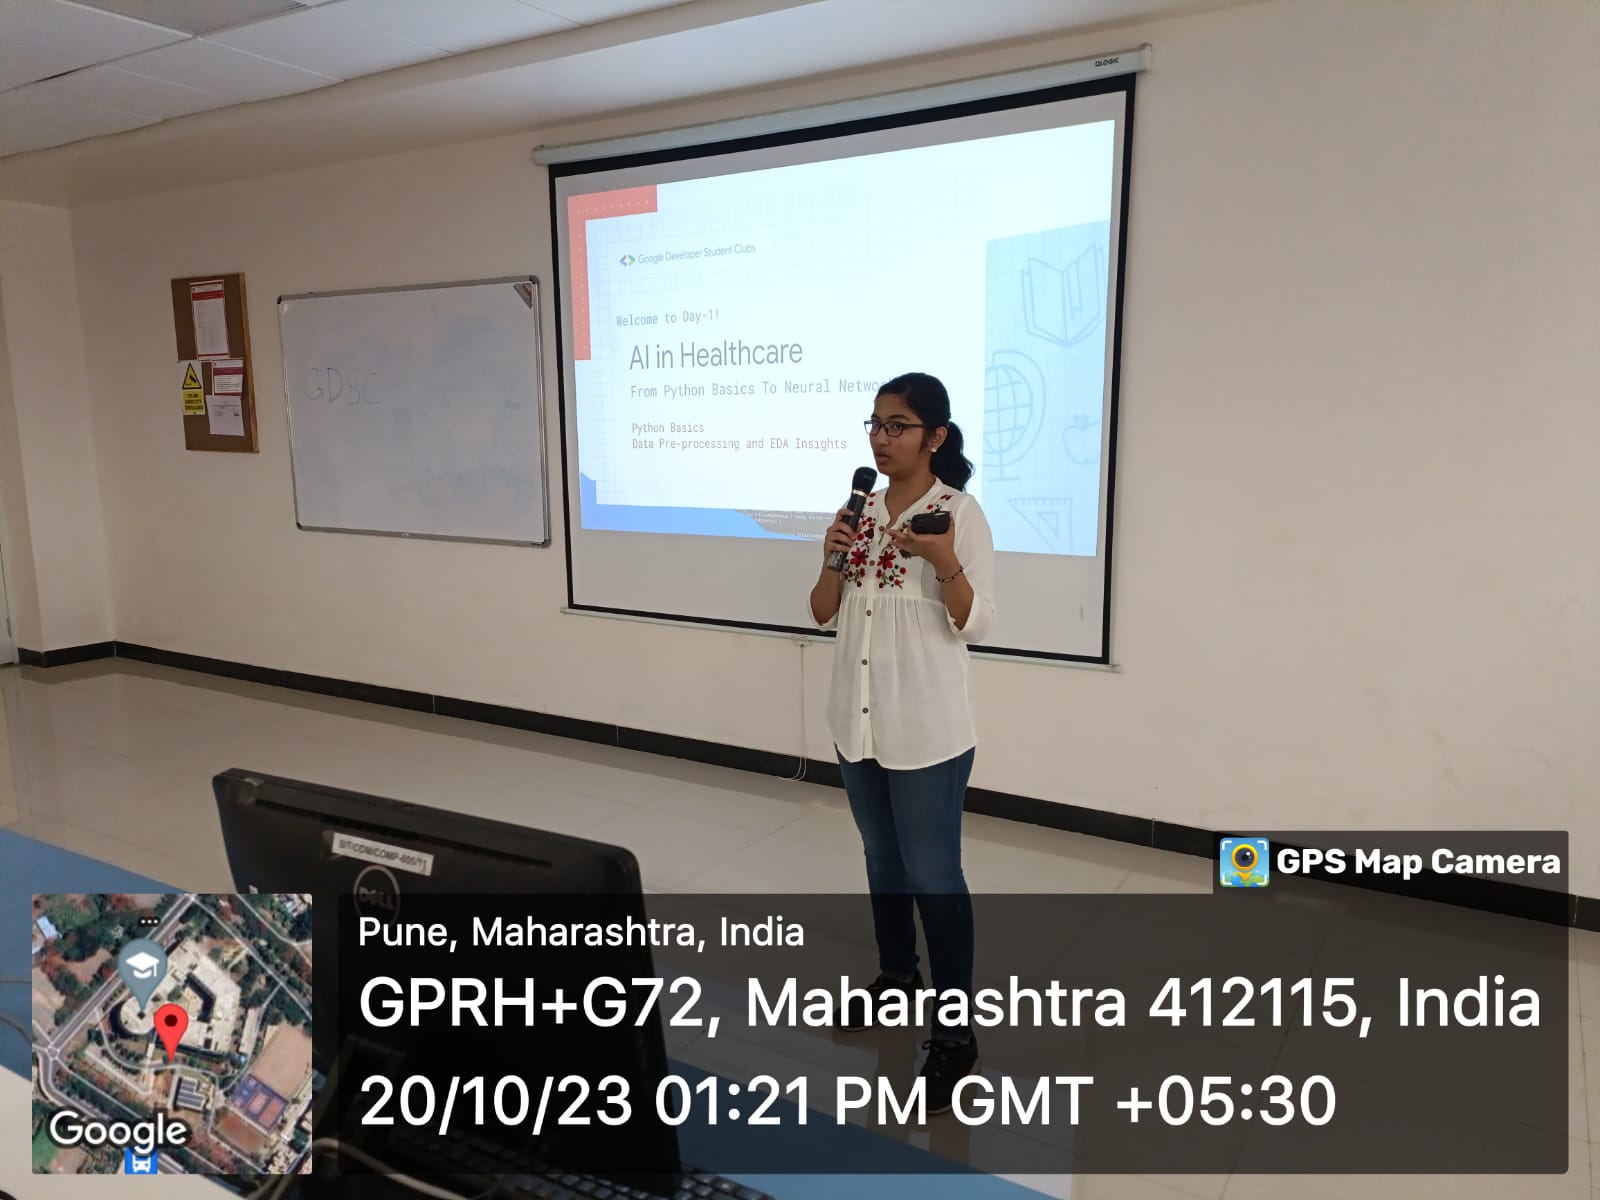 QLOGIC
Google Developer Student Clubs
Welcome to Day-1!
AI in Healthcare
From Python Basics To Neural
Python Basics
Data Pre-processing and EDA Insights
GDSC
DELL
GPS Map Camera
Pune, Maharashtra, India
GPRH+G72, Maharashtra 412115, India
20/10/23 01:21 PM GMT +05:30
Google